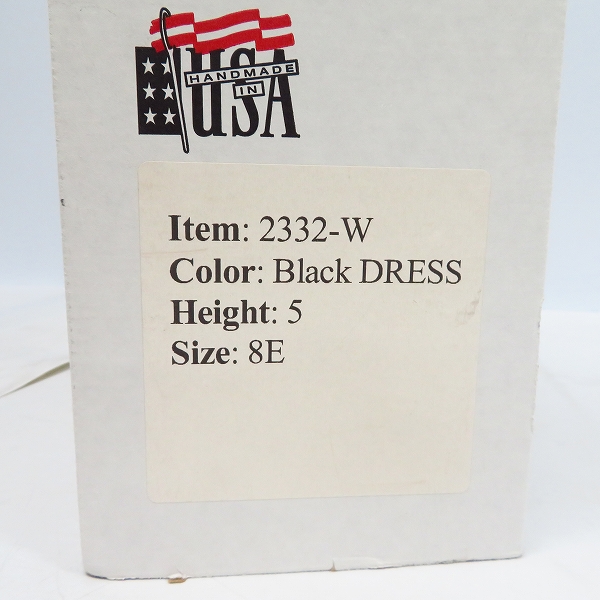 HANDMADE
IN
USA
Item: 2332-W
Color: Black DRESS
Height: 5
Size: 8E